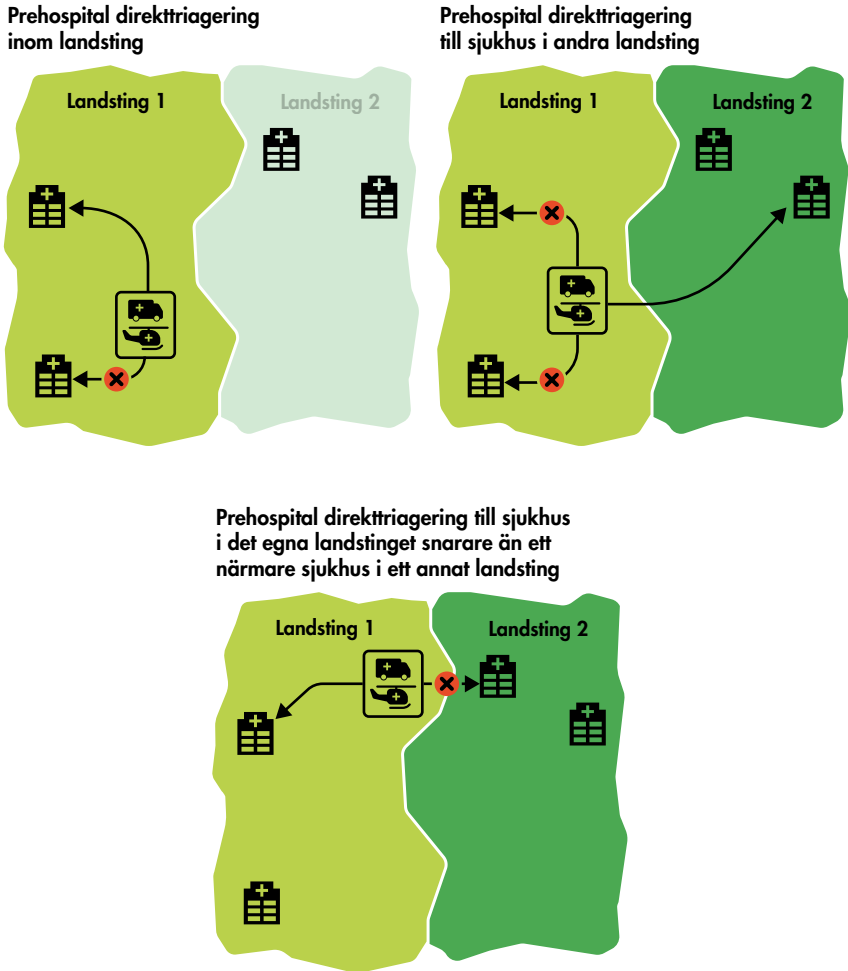 Prehospital direkttriagering
inom landsting
Landsting 1
Landsting 2
Prehospital direkttriagering
till sjukhus i andra landsting
Landsting 1
Landsting 2
Prehospital direkttriagering till sjukhus
i det egna landstinget snarare än ett
närmare sjukhus i ett annat landsting
Landsting 1
Landsting 2